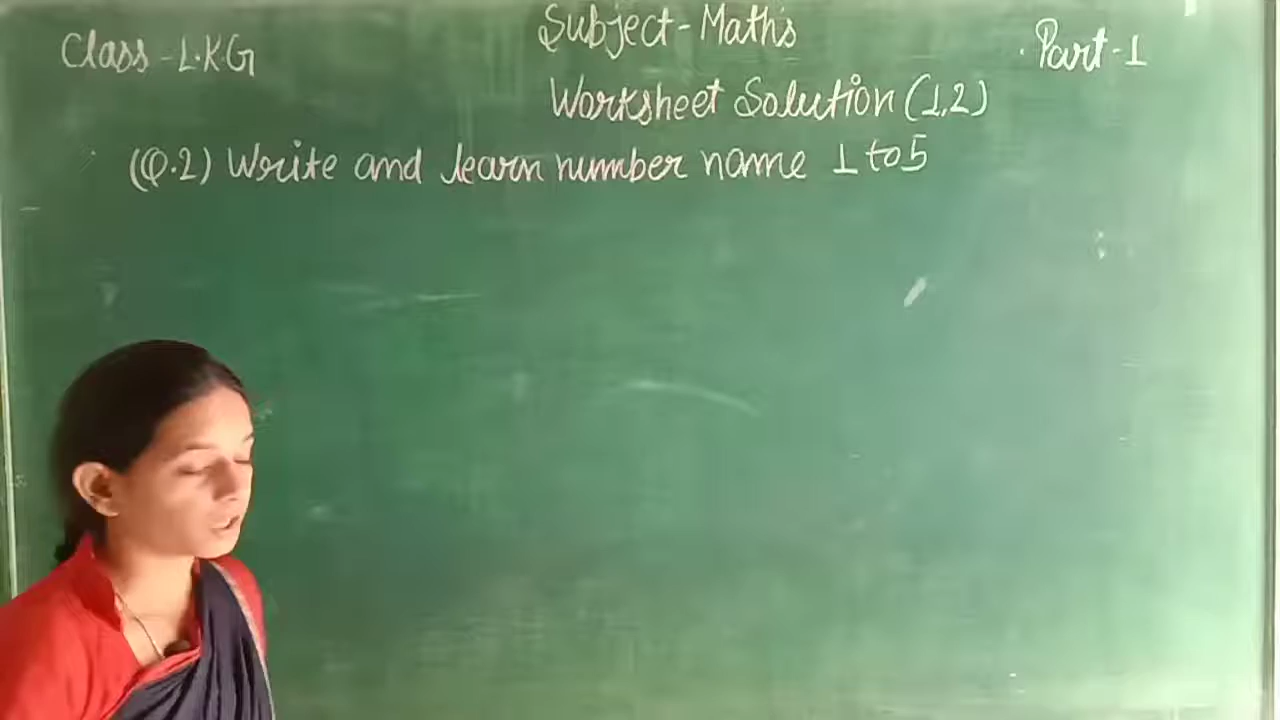 Class - L.K.G
Subject - Maths
Part - 1
Worksheet Solution (1,2)
(Q.2) Write and learn number name 1 to 5